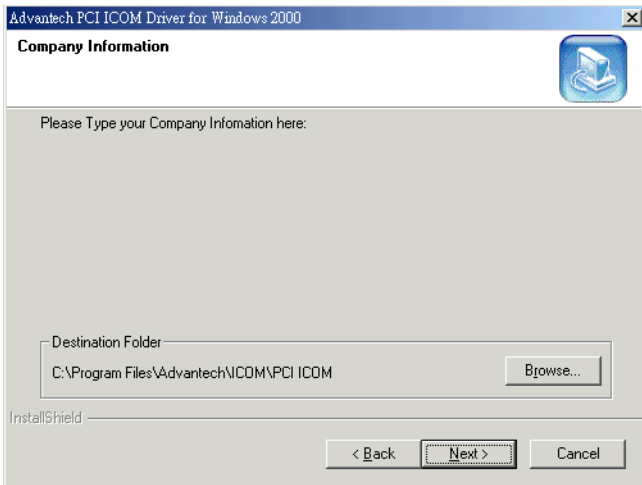 Advantech PCI ICOM Driver for Windows 2000
Company Information
Please Type your Company Infomation here:
Destination Folder
C:\Program Files\Advantech\ICOM\PCI ICOM
Browse...
InstallShield
< Back
Next >
Cancel